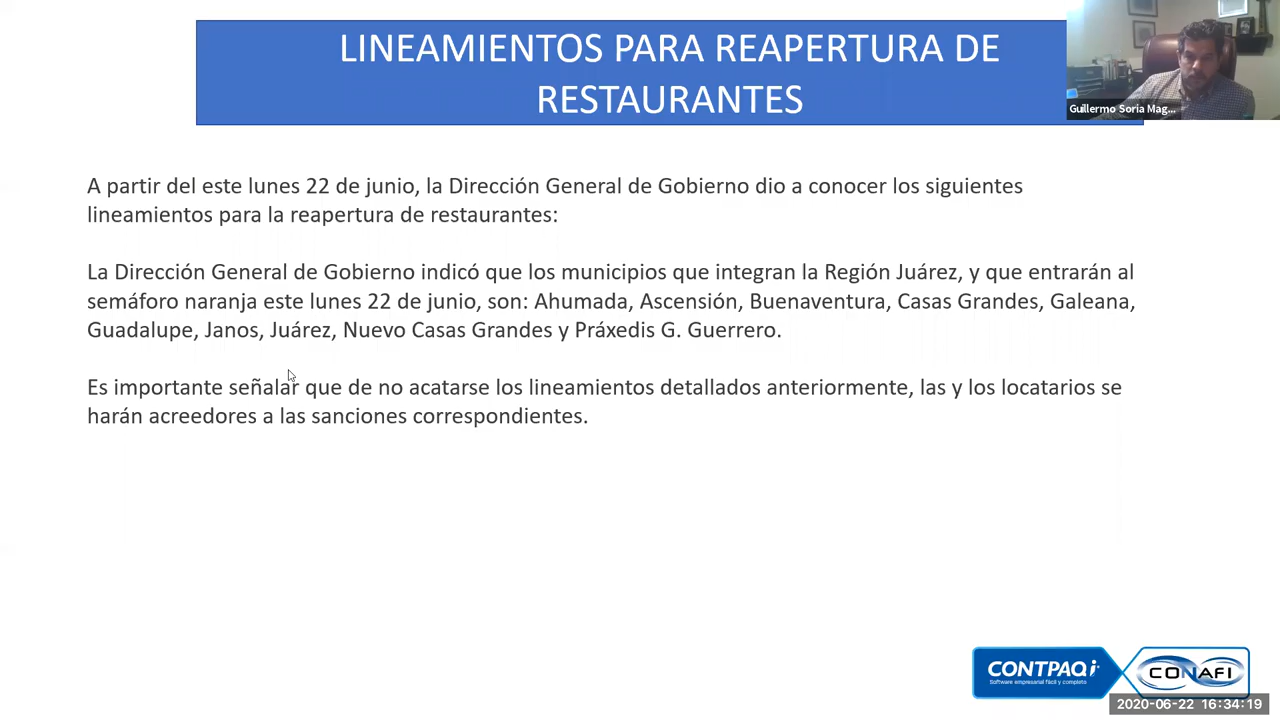 LINEAMIENTOS PARA REAPERTURA DE
RESTAURANTES
Guillermo Soria Mag...
A partir del este lunes 22 de junio, la Dirección General de Gobierno dio a conocer los siguientes
lineamientos para la reapertura de restaurantes:
La Dirección General de Gobierno indicó que los municipios que integran la Región Juárez, y que entrarán al
semáforo naranja este lunes 22 de junio, son: Ahumada, Ascensión, Buenaventura, Casas Grandes, Galeana,
Guadalupe, Janos, Juárez, Nuevo Casas Grandes y Práxedis G. Guerrero.
Es importante señalar que de no acatarse los lineamientos detallados anteriormente, las y los locatarios se
harán acreedores a las sanciones correspondientes.
CONTPAQi
Software empresarial fácil y completo
CONAFI
2020-06-22 16:34:19